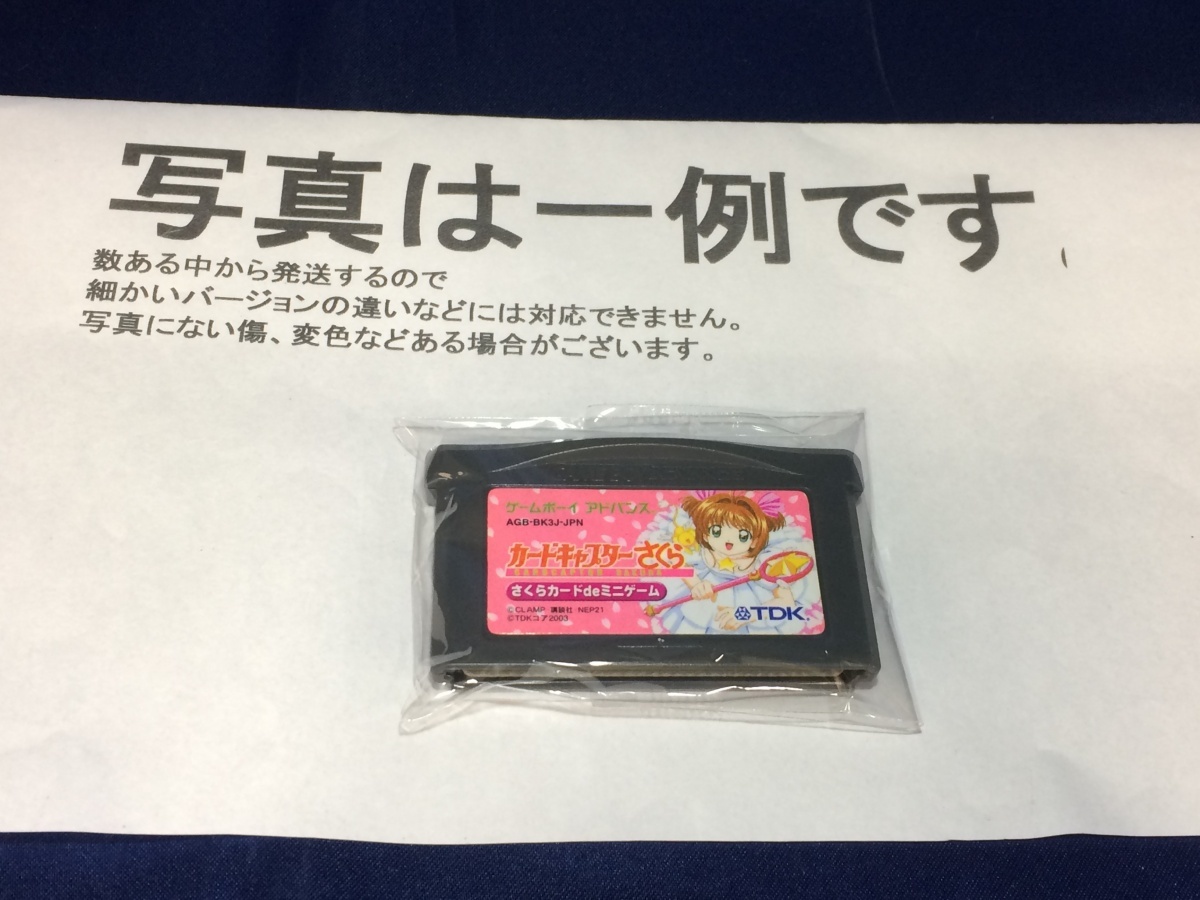 写真は一例です
数ある中から発送するので
細かいバージョンの違いなどには対応できません。
写真にない傷、変色などある場合がございます。
ゲームボーイ アドバンス
AGB-BK3J-JPN
カードキャプターさくら
CARDCAPTOR SAKURA
さくらカードdeミニゲーム
©CLAMP 講談社・NEP21
©TDKコア2003
TDK